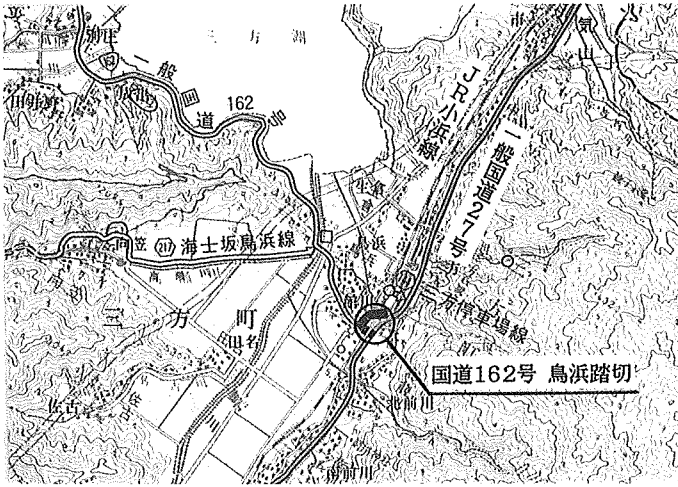 三方湖
気山
市
一般国道162号
田井野
JR小浜線
一般国道27号
生倉
鳥浜
向笠
海士坂鳥浜線
三方町
田名
三方停車場線
国道162号 鳥浜踏切
佐古
北前川
南前川